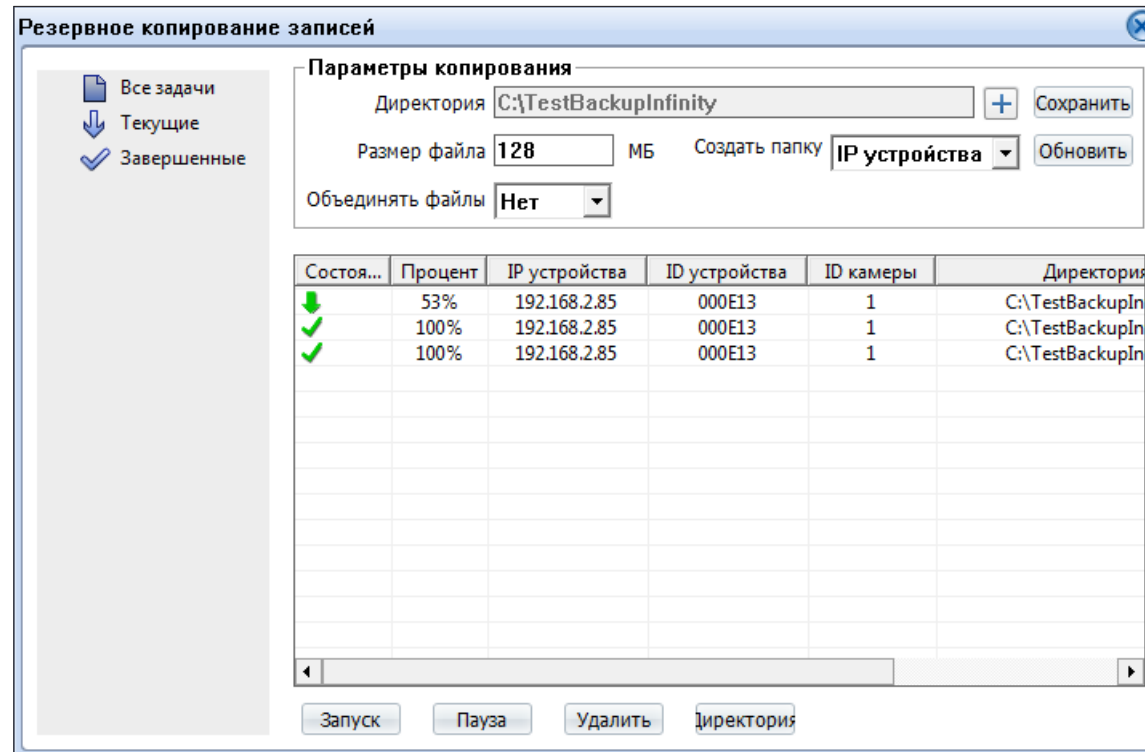 Резервное копирование записей
Все задачи
Текущие
Завершенные
Параметры копирования
Директория C:\TestBackupInfinity + Сохранить
Размер файла 128 МБ Создать папку IP устройства Обновить
Объединять файлы Нет
Состоя... Процент IP устройства ID устройства ID камеры Директория
53% 192.168.2.85 000E13 1 C:\TestBackupIn
100% 192.168.2.85 000E13 1 C:\TestBackupIn
100% 192.168.2.85 000E13 1 C:\TestBackupIn
Запуск Пауза Удалить Директория